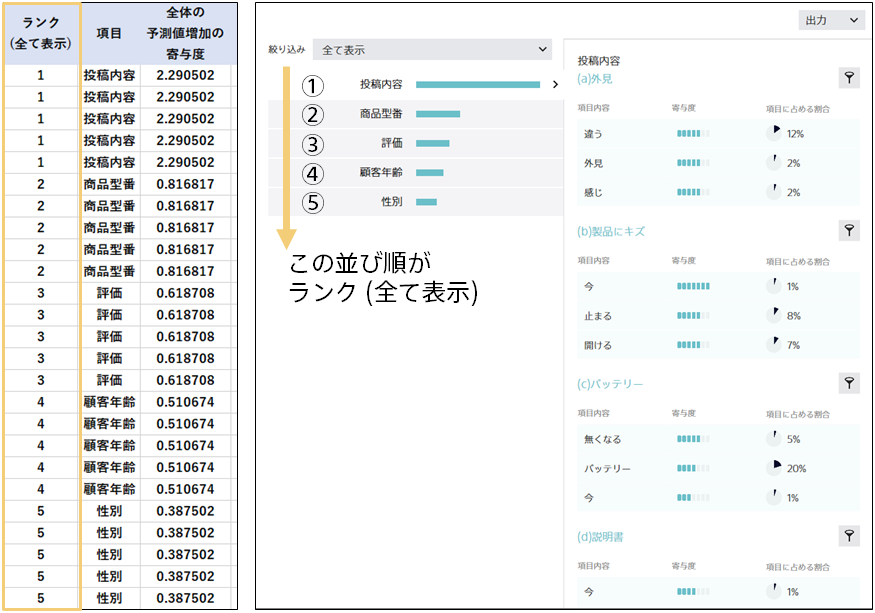 ランク
(全て表示)
項目
全体の
予測値増加の
寄与度
1 投稿内容 2.290502
1 投稿内容 2.290502
1 投稿内容 2.290502
1 投稿内容 2.290502
1 投稿内容 2.290502
2 商品型番 0.816817
2 商品型番 0.816817
2 商品型番 0.816817
2 商品型番 0.816817
2 商品型番 0.816817
3 評価 0.618708
3 評価 0.618708
3 評価 0.618708
3 評価 0.618708
3 評価 0.618708
4 顧客年齢 0.510674
4 顧客年齢 0.510674
4 顧客年齢 0.510674
4 顧客年齢 0.510674
4 顧客年齢 0.510674
5 性別 0.387502
5 性別 0.387502
5 性別 0.387502
5 性別 0.387502
5 性別 0.387502
出力
絞り込み 全て表示
① 投稿内容
② 商品型番
③ 評価
④ 顧客年齢
⑤ 性別
この並び順が
ランク (全て表示)
投稿内容
(a)外見
項目内容 寄与度 項目に占める割合
違う 12%
外見 2%
感じ 2%
(b)製品にキズ
項目内容 寄与度 項目に占める割合
今 1%
止まる 8%
開ける 7%
(c)バッテリー
項目内容 寄与度 項目に占める割合
無くなる 5%
バッテリー 20%
今 1%
(d)説明書
項目内容 寄与度 項目に占める割合
今 1%